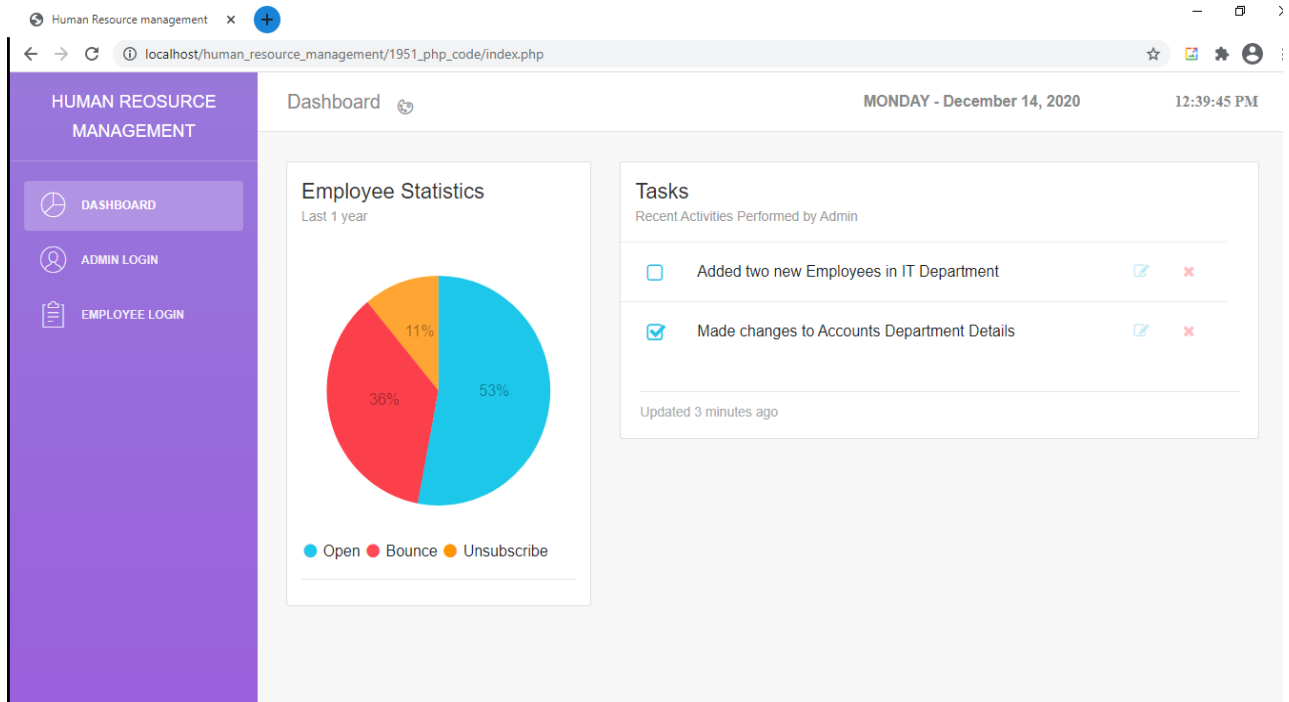 Human Resource management
localhost/human_resource_management/1951_php_code/index.php
HUMAN REOSURCE
MANAGEMENT
DASHBOARD
ADMIN LOGIN
EMPLOYEE LOGIN
Dashboard
MONDAY - December 14, 2020
12:39:45 PM
Employee Statistics
Last 1 year
11%
53%
36%
Open Bounce Unsubscribe
Tasks
Recent Activities Performed by Admin
Added two new Employees in IT Department
Made changes to Accounts Department Details
Updated 3 minutes ago